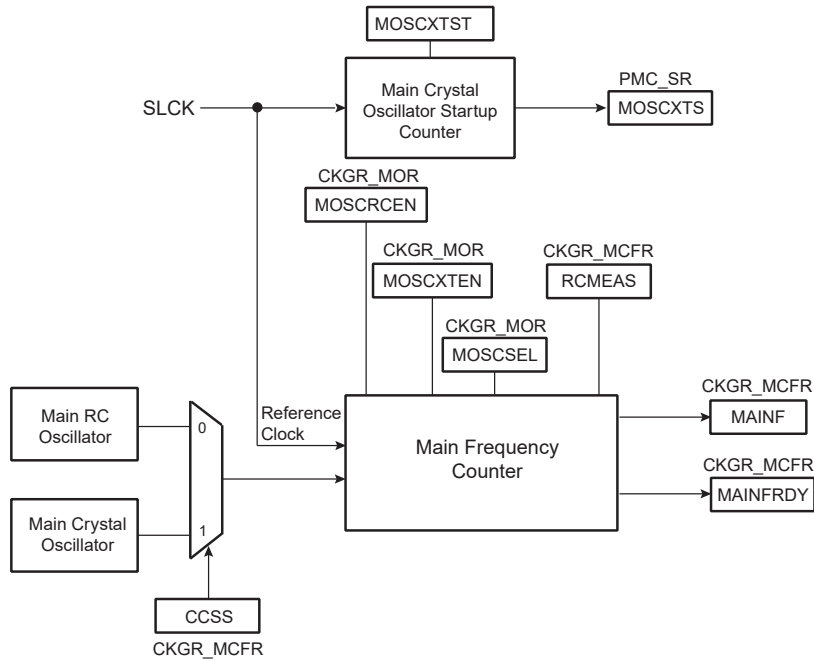 MOSCXTST
Main Crystal
Oscillator Startup
Counter
SLCK
PMC_SR
MOSCXTS
CKGR_MOR
MOSCRCEN
CKGR_MOR
MOSCXTEN
CKGR_MCFR
RCMEAS
CKGR_MOR
MOSCSEL
Main RC
Oscillator
0
Reference
Clock
Main Frequency
Counter
CKGR_MCFR
MAINF
CKGR_MCFR
MAINFRDY
Main Crystal
Oscillator
1
CCSS
CKGR_MCFR